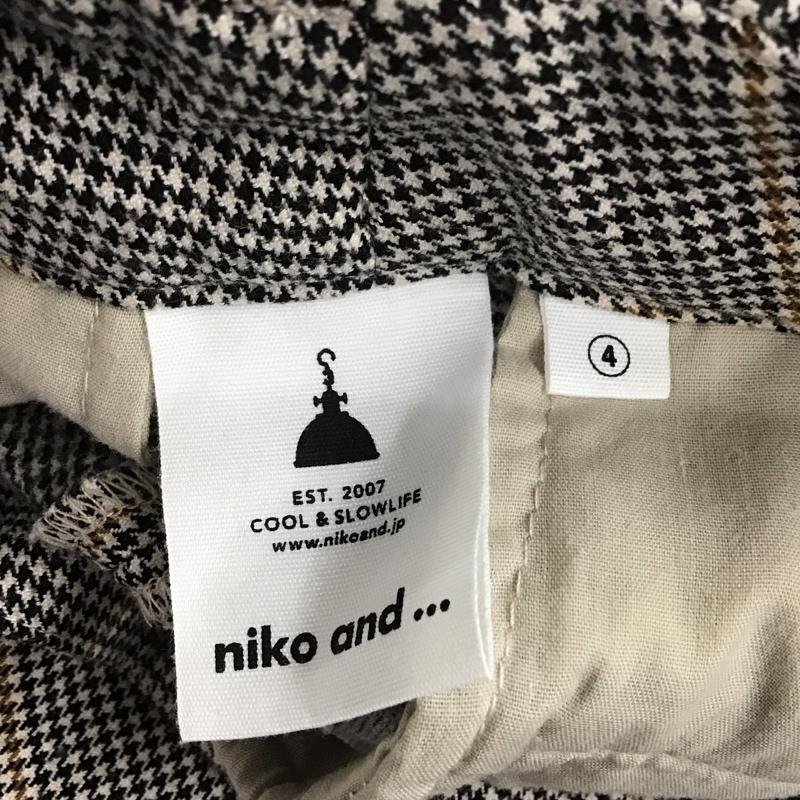 EST. 2007
COOL & SLOWLIFE
www.nikoand.jp
niko and ...
4